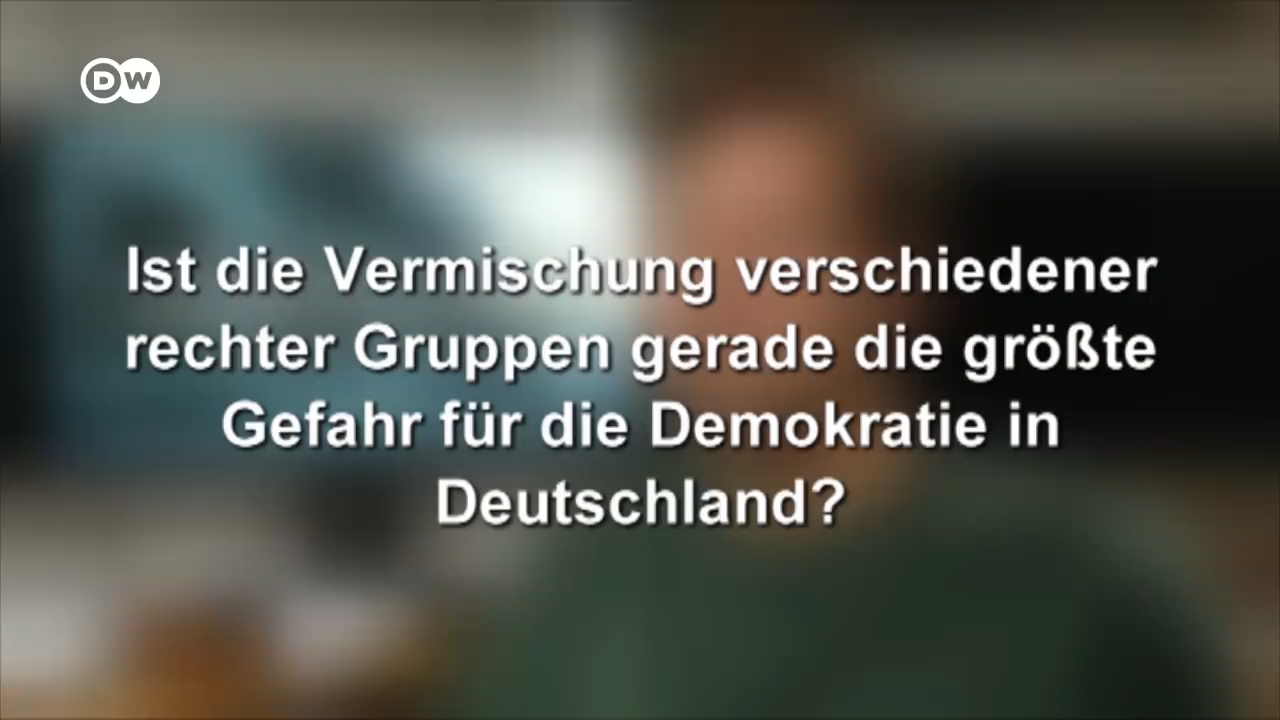 DW
Ist die Vermischung verschiedener
rechter Gruppen gerade die größte
Gefahr für die Demokratie in
Deutschland?